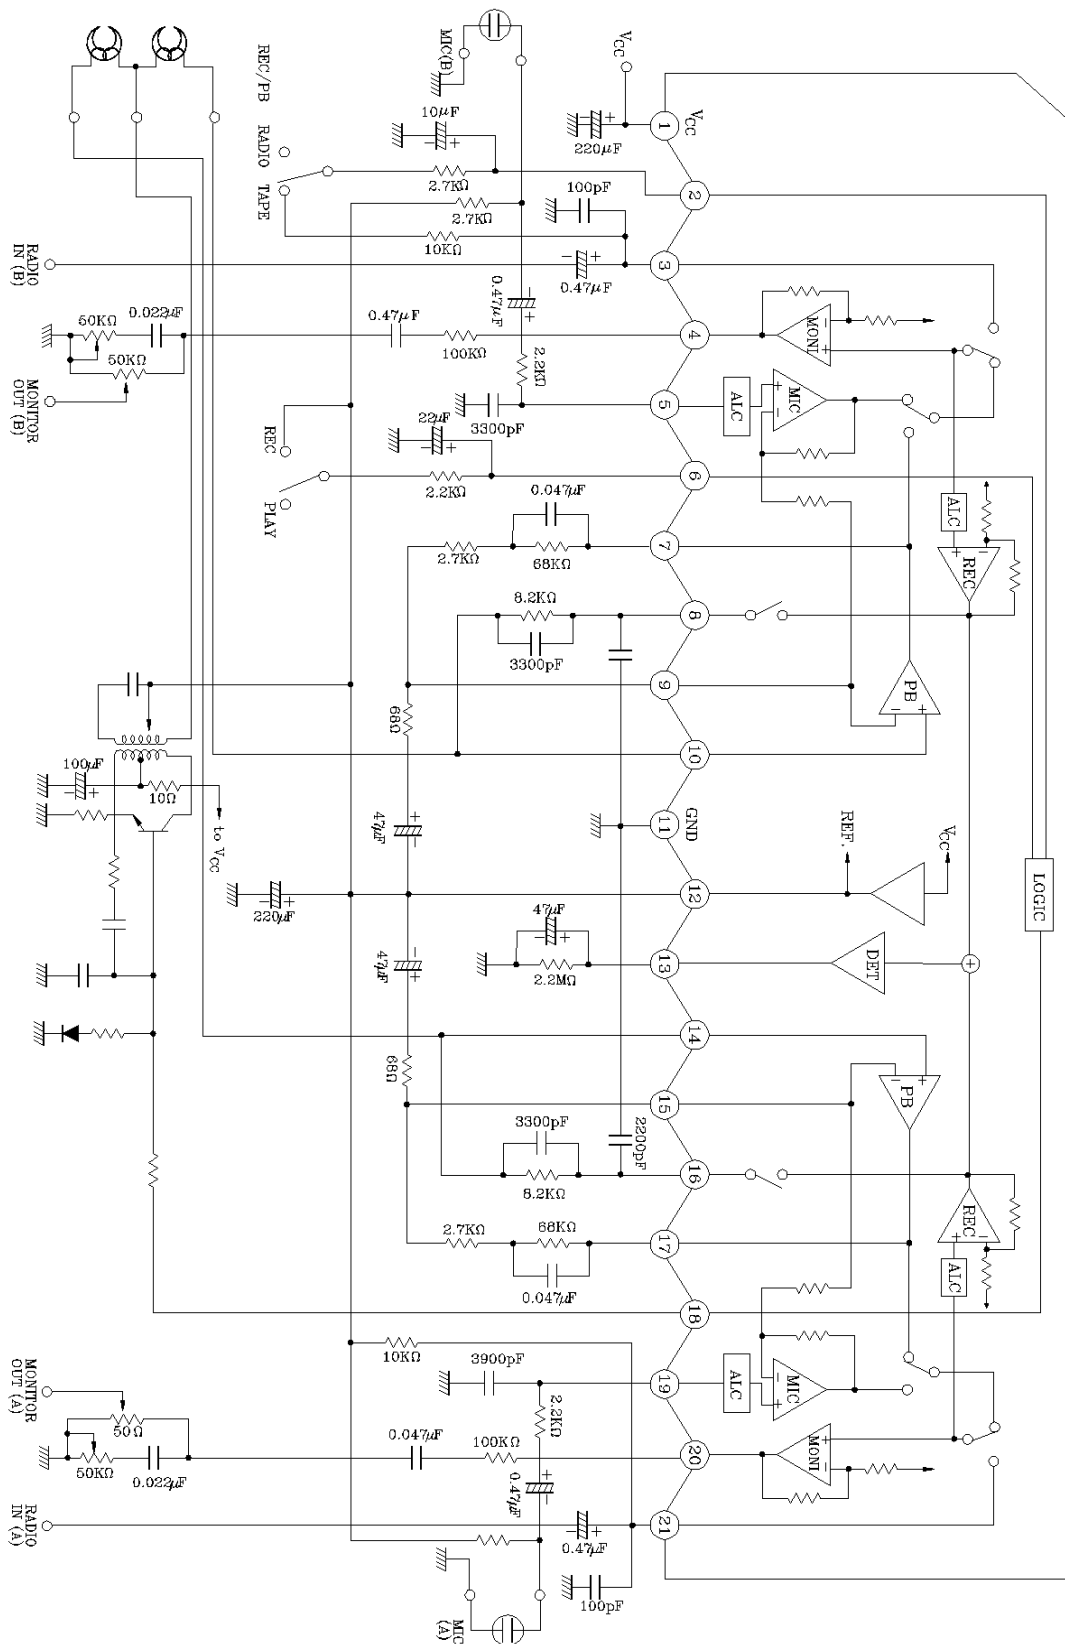 REC/PB
RADIO
TAPE
MIC(B)
VCC
VCC
1
220µF
10µF
2.7KΩ
2.7KΩ
10KΩ
100pF
2
3
0.47µF
0.47µF
RADIO
IN (B)
50KΩ
0.022µF
50KΩ
MONITOR
OUT (B)
0.47µF
100KΩ
2.2KΩ
4
MONI
− +
3300pF
5
ALC
MIC
+ −
REC
PLAY
22µF
2.2KΩ
6
ALC
REC
+ −
0.047µF
2.7KΩ
68KΩ
7
8.2KΩ
3300pF
8
9
PB
− +
68Ω
10
100µF
10Ω
to VCC
47µF
11
GND
REF.
VCC
LOGIC
220µF
12
47µF
47µF
2.2MΩ
13
DET
+
14
68Ω
15
PB
− +
3300pF
8.2KΩ
2200pF
16
REC
+ −
2.7KΩ
68KΩ
0.047µF
17
ALC
18
10KΩ
3900pF
19
ALC
MIC
− +
2.2KΩ
MONITOR
OUT (A)
50Ω
50KΩ
0.022µF
0.047µF
100KΩ
20
MONI
+ −
0.47µF
RADIO
IN (A)
0.47µF
21
100pF
MIC
(A)